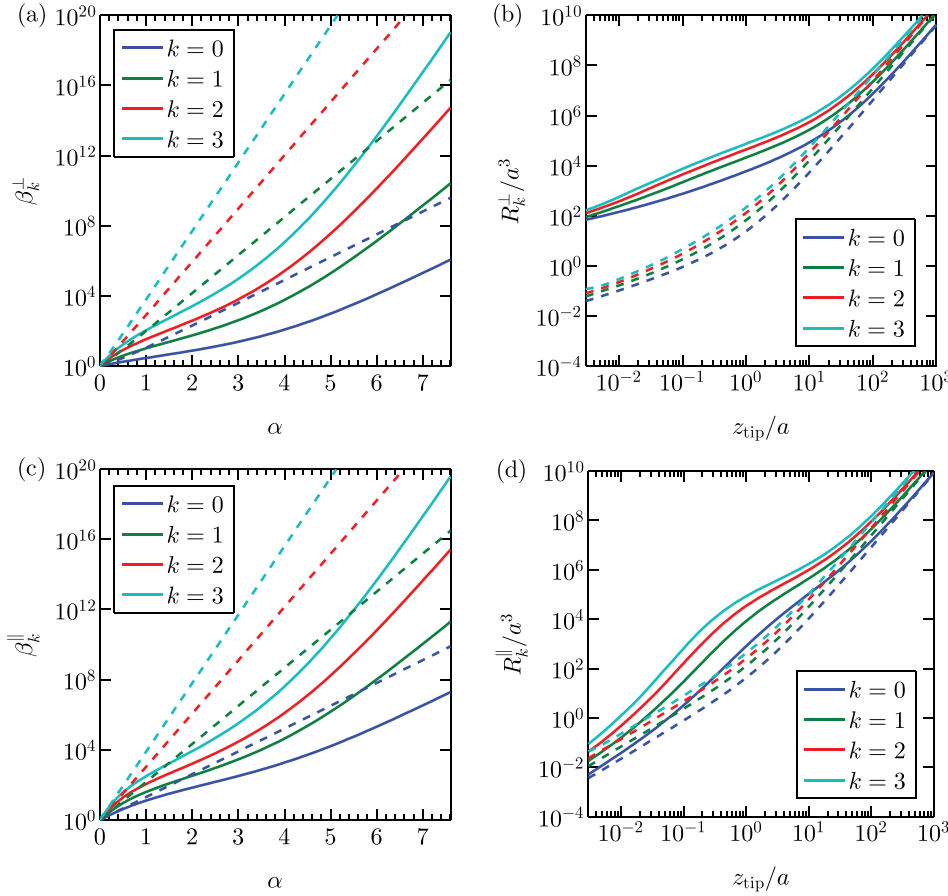 (a)
10^20
10^16
10^12
10^8
10^4
10^0
β_k^⊥
k = 0
k = 1
k = 2
k = 3
0 1 2 3 4 5 6 7
α
(b)
10^10
10^8
10^6
10^4
10^2
10^0
10^−2
10^−4
R_k^⊥/a^3
k = 0
k = 1
k = 2
k = 3
10^−2 10^−1 10^0 10^1 10^2 10^3
z_tip/a
(c)
10^20
10^16
10^12
10^8
10^4
10^0
β_k^∥
k = 0
k = 1
k = 2
k = 3
0 1 2 3 4 5 6 7
α
(d)
10^10
10^8
10^6
10^4
10^2
10^0
10^−2
10^−4
R_k^∥/a^3
k = 0
k = 1
k = 2
k = 3
10^−2 10^−1 10^0 10^1 10^2 10^3
z_tip/a